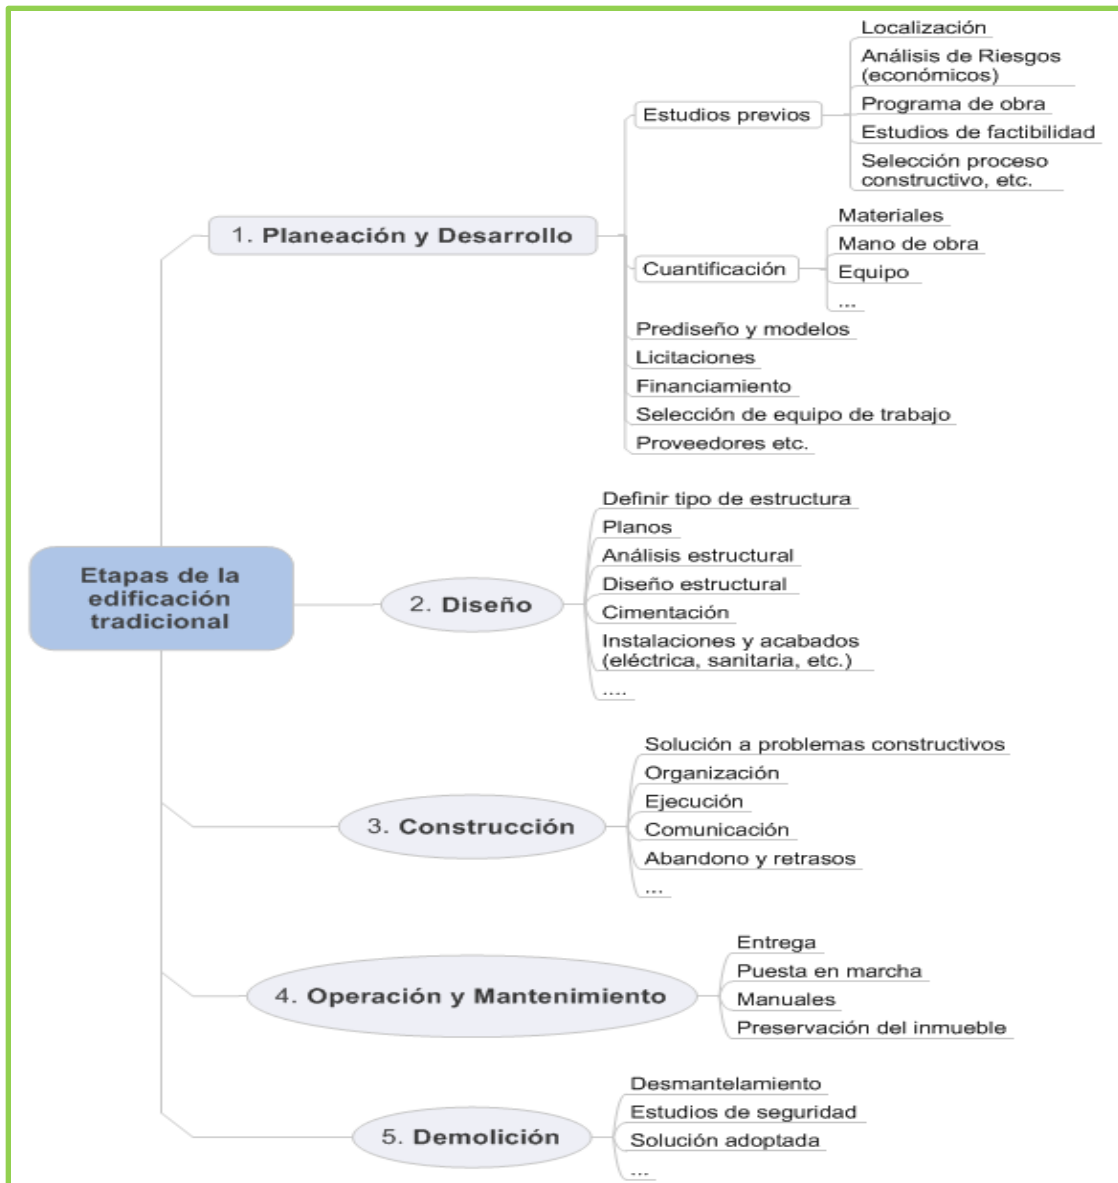 Etapas de la
edificación
tradicional
1. Planeación y Desarrollo
Estudios previos
Localización
Análisis de Riesgos
(económicos)
Programa de obra
Estudios de factibilidad
Selección proceso
constructivo, etc.
Cuantificación
Materiales
Mano de obra
Equipo
...
Prediseño y modelos
Licitaciones
Financiamiento
Selección de equipo de trabajo
Proveedores etc.
2. Diseño
Definir tipo de estructura
Planos
Análisis estructural
Diseño estructural
Cimentación
Instalaciones y acabados
(eléctrica, sanitaria, etc.)
....
3. Construcción
Solución a problemas constructivos
Organización
Ejecución
Comunicación
Abandono y retrasos
...
4. Operación y Mantenimiento
Entrega
Puesta en marcha
Manuales
Preservación del inmueble
5. Demolición
Desmantelamiento
Estudios de seguridad
Solución adoptada
...